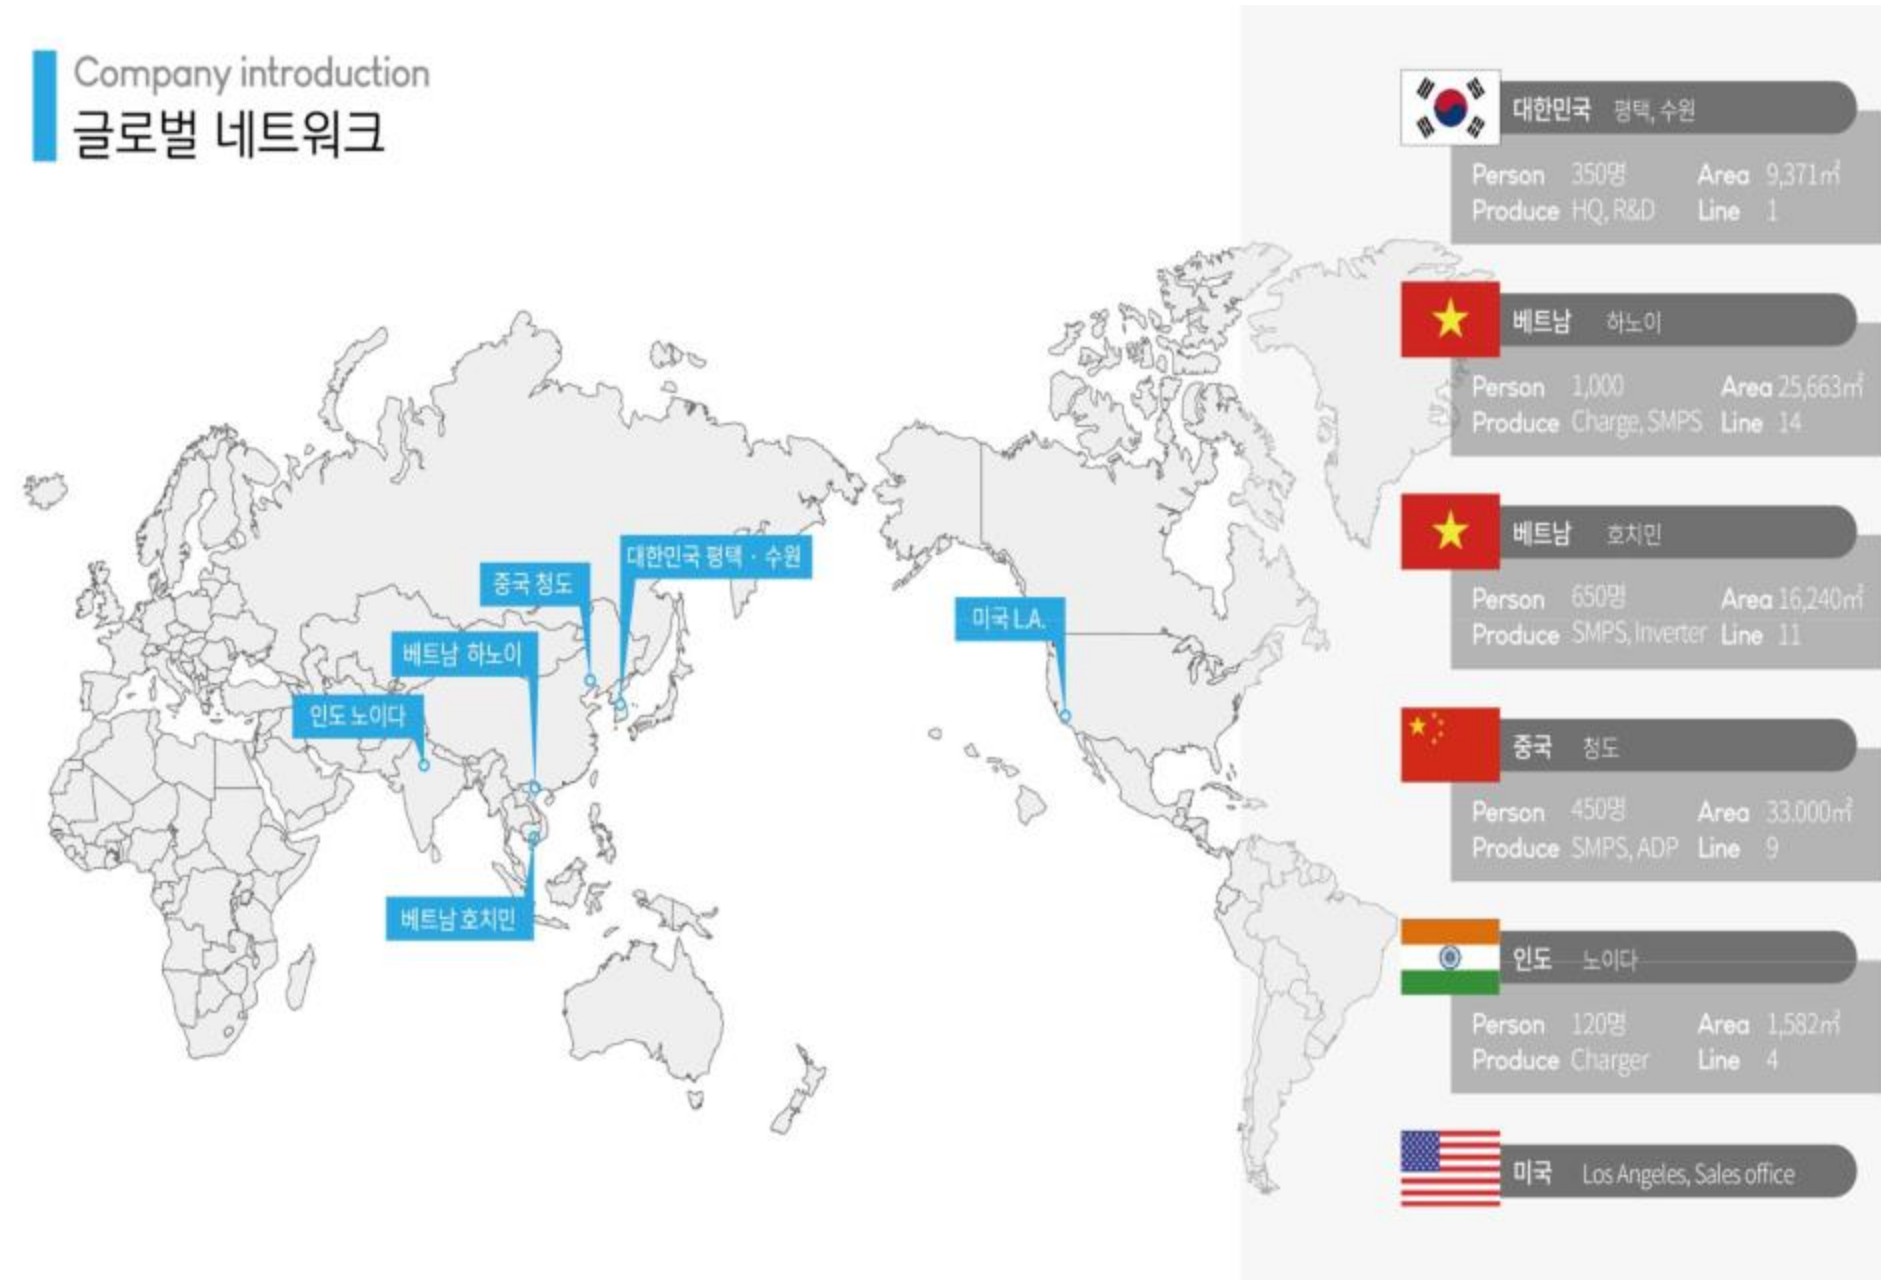 Company introduction
글로벌 네트워크
대한민국 평택, 수원
Person 350명 Area 9,371㎡
Produce HQ, R&D Line 1
베트남 하노이
Person 1,000 Area 25,663㎡
Produce Charge, SMPS Line 14
베트남 호치민
Person 650명 Area 16,240㎡
Produce SMPS, Inverter Line 11
중국 청도
Person 450명 Area 33.000㎡
Produce SMPS, ADP Line 9
인도 노이다
Person 120명 Area 1,582㎡
Produce Charger Line 4
미국 Los Angeles, Sales office
대한민국 평택 · 수원
중국 청도
미국 L.A.
베트남 하노이
인도 노이다
베트남 호치민